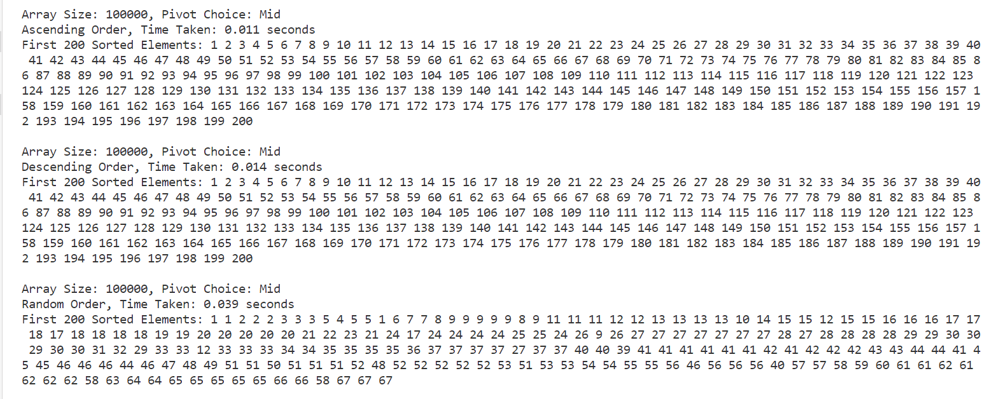 Array Size: 100000, Pivot Choice: Mid
Ascending Order, Time Taken: 0.011 seconds
First 200 Sorted Elements: 1 2 3 4 5 6 7 8 9 10 11 12 13 14 15 16 17 18 19 20 21 22 23 24 25 26 27 28 29 30 31 32 33 34 35 36 37 38 39 40
41 42 43 44 45 46 47 48 49 50 51 52 53 54 55 56 57 58 59 60 61 62 63 64 65 66 67 68 69 70 71 72 73 74 75 76 77 78 79 80 81 82 83 84 85 8
6 87 88 89 90 91 92 93 94 95 96 97 98 99 100 101 102 103 104 105 106 107 108 109 110 111 112 113 114 115 116 117 118 119 120 121 122 123
124 125 126 127 128 129 130 131 132 133 134 135 136 137 138 139 140 141 142 143 144 145 146 147 148 149 150 151 152 153 154 155 156 157 1
58 159 160 161 162 163 164 165 166 167 168 169 170 171 172 173 174 175 176 177 178 179 180 181 182 183 184 185 186 187 188 189 190 191 19
2 193 194 195 196 197 198 199 200
Array Size: 100000, Pivot Choice: Mid
Descending Order, Time Taken: 0.014 seconds
First 200 Sorted Elements: 1 2 3 4 5 6 7 8 9 10 11 12 13 14 15 16 17 18 19 20 21 22 23 24 25 26 27 28 29 30 31 32 33 34 35 36 37 38 39 40
41 42 43 44 45 46 47 48 49 50 51 52 53 54 55 56 57 58 59 60 61 62 63 64 65 66 67 68 69 70 71 72 73 74 75 76 77 78 79 80 81 82 83 84 85 8
6 87 88 89 90 91 92 93 94 95 96 97 98 99 100 101 102 103 104 105 106 107 108 109 110 111 112 113 114 115 116 117 118 119 120 121 122 123
124 125 126 127 128 129 130 131 132 133 134 135 136 137 138 139 140 141 142 143 144 145 146 147 148 149 150 151 152 153 154 155 156 157 1
58 159 160 161 162 163 164 165 166 167 168 169 170 171 172 173 174 175 176 177 178 179 180 181 182 183 184 185 186 187 188 189 190 191 19
2 193 194 195 196 197 198 199 200
Array Size: 100000, Pivot Choice: Mid
Random Order, Time Taken: 0.039 seconds
First 200 Sorted Elements: 1 1 2 2 2 3 3 3 5 4 5 5 1 6 7 7 8 9 9 9 9 9 8 9 11 11 11 12 12 13 13 13 13 10 14 15 15 12 15 15 16 16 16 17 17
18 17 18 18 18 18 19 19 20 20 20 20 20 21 22 23 21 24 17 24 24 24 24 25 25 24 26 9 26 27 27 27 27 27 27 27 28 27 28 28 28 28 29 29 30 30
29 30 30 31 32 29 33 33 12 33 33 33 34 34 35 35 35 35 36 37 37 37 37 27 37 37 40 40 39 41 41 41 41 41 41 42 41 42 42 42 43 43 44 44 41 4
5 45 46 46 46 44 46 47 48 49 51 51 50 51 51 51 52 48 52 52 52 52 52 53 51 53 53 54 54 55 55 56 46 56 56 56 40 57 57 58 59 60 61 61 62 61
62 62 62 58 63 64 64 65 65 65 65 65 66 66 58 67 67 67